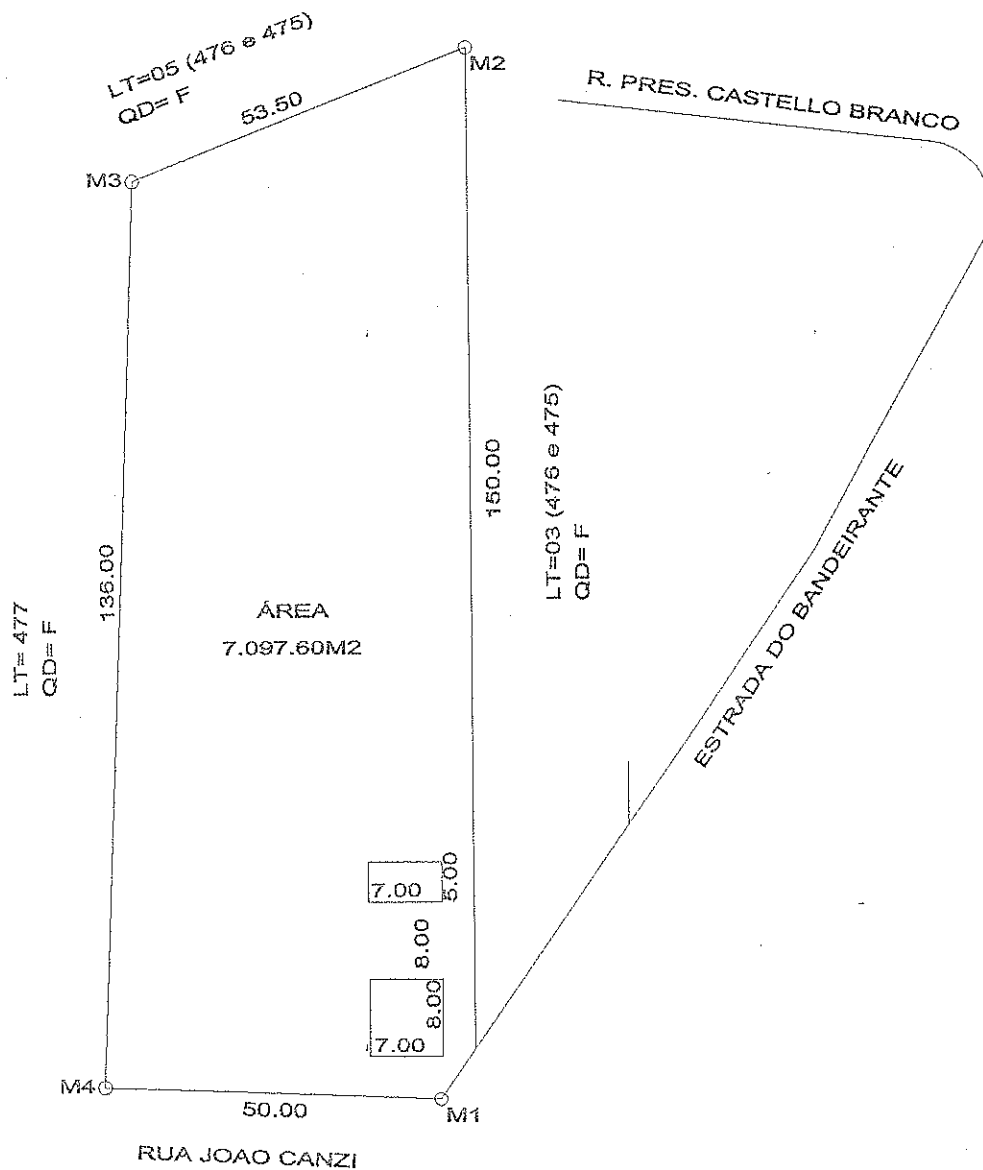 LT=05 (476 e 475)
QD= F
53.50
M2
R. PRES. CASTELLO BRANCO
M3
136.00
150.00
LT=03 (476 e 475)
QD= F
LT= 477
QD= F
ÁREA
7.097.60M2
ESTRADA DO BANDEIRANTE
7.00
5.00
8.00
8.00
7.00
M4
50.00
M1
RUA JOAO CANZI